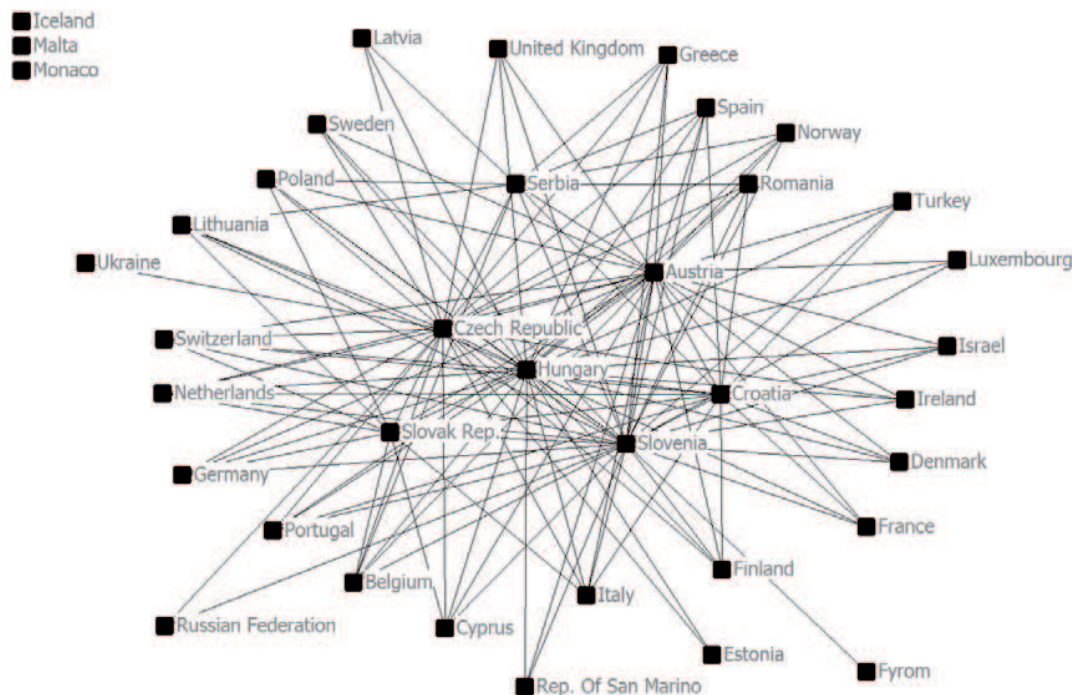 Iceland
Malta
Monaco
Latvia
United Kingdom
Greece
Spain
Sweden
Norway
Poland
Serbia
Romania
Turkey
Lithuania
Ukraine
Austria
Luxembourg
Czech Republic
Switzerland
Israel
Hungary
Netherlands
Croatia
Ireland
Slovak Rep.
Slovenia
Germany
Denmark
Portugal
France
Belgium
Finland
Italy
Russian Federation
Cyprus
Estonia
Fyrom
Rep. Of San Marino